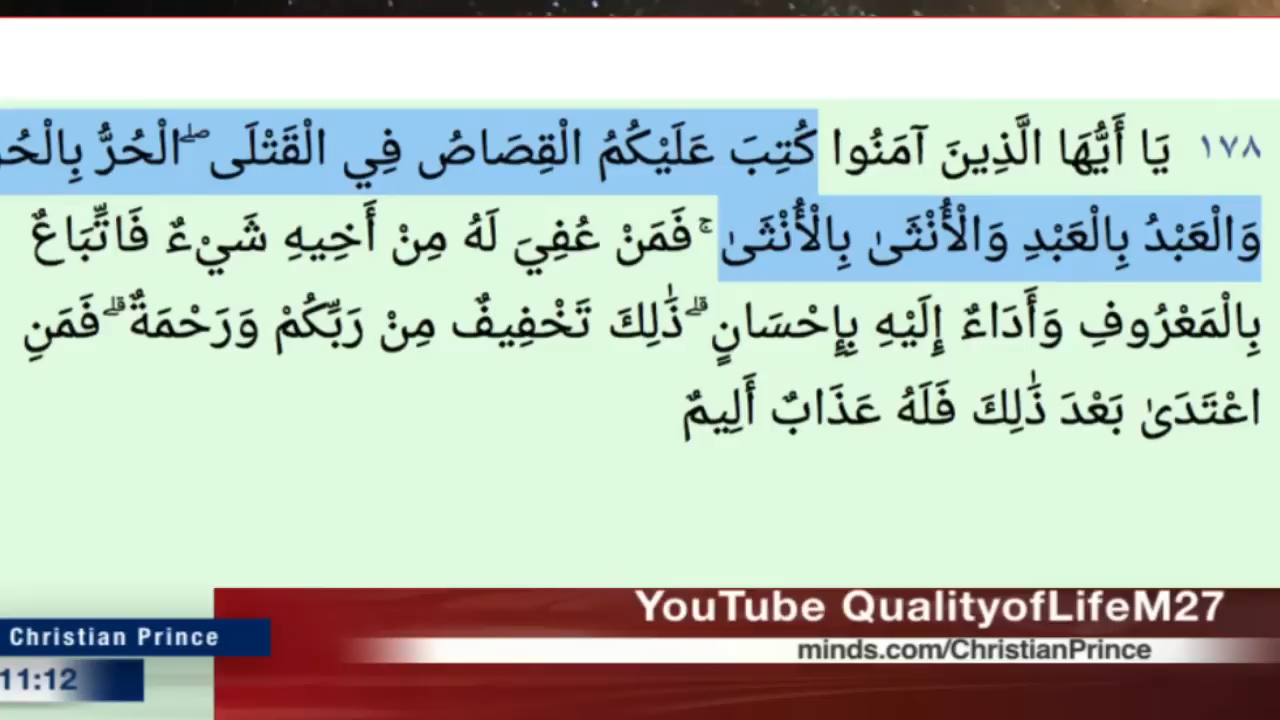 ١٧٨ يَا أَيُّهَا الَّذِينَ آمَنُوا كُتِبَ عَلَيْكُمُ الْقِصَاصُ فِي الْقَتْلَى ۖ الْحُرُّ
وَالْعَبْدُ بِالْعَبْدِ وَالْأُنْثَىٰ بِالْأُنْثَىٰ ۚ فَمَنْ عُفِيَ لَهُ مِنْ أَخِيهِ شَيْءٌ فَاتِّبَاعٌ
بِالْمَعْرُوفِ وَأَدَاءٌ إِلَيْهِ بِإِحْسَانٍ ۗ ذَٰلِكَ تَخْفِيفٌ مِنْ رَبِّكُمْ وَرَحْمَةٌ ۗ فَمَنِ
اعْتَدَىٰ بَعْدَ ذَٰلِكَ فَلَهُ عَذَابٌ أَلِيمٌ
YouTube QualityofLifeM27
Christian Prince
minds.com/ChristianPrince
11:12